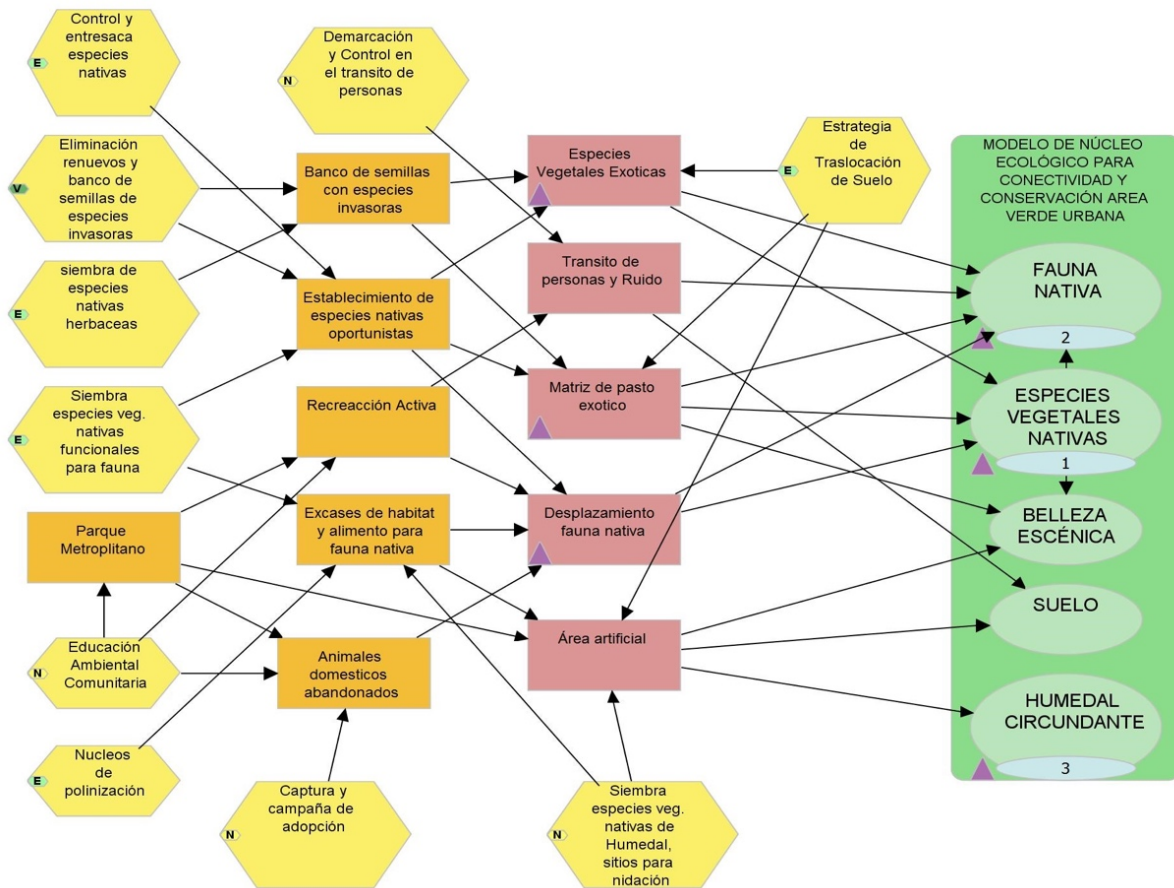 Control y
entresaca
especies
nativas
E
Demarcación
y Control en
el transito de
personas
N
Eliminación
renuevos y
banco de
semillas de
especies
invasoras
V
siembra de
especies
nativas
herbaceas
E
Siembra
especies veg.
nativas
funcionales
para fauna
E
Parque
Metroplitano
Educación
Ambiental
Comunitaria
N
Nucleos
de
polinización
E
Banco de semillas
con especies
invasoras
Establecimiento de
especies nativas
oportunistas
Recreacción Activa
Excases de habitat
y alimento para
fauna nativa
Animales
domesticos
abandonados
Captura y
campaña de
adopción
N
Especies
Vegetales Exoticas
Transito de
personas y Ruido
Matriz de pasto
exotico
Desplazamiento
fauna nativa
Área artificial
Siembra
especies veg.
nativas de
Humedal,
sitios para
nidación
N
Estrategia
de
Traslocación
de Suelo
E
MODELO DE NÚCLEO
ECOLÓGICO PARA
CONECTIVIDAD Y
CONSERVACIÓN AREA
VERDE URBANA
FAUNA
NATIVA
2
ESPECIES
VEGETALES
NATIVAS
1
BELLEZA
ESCÉNICA
SUELO
HUMEDAL
CIRCUNDANTE
3